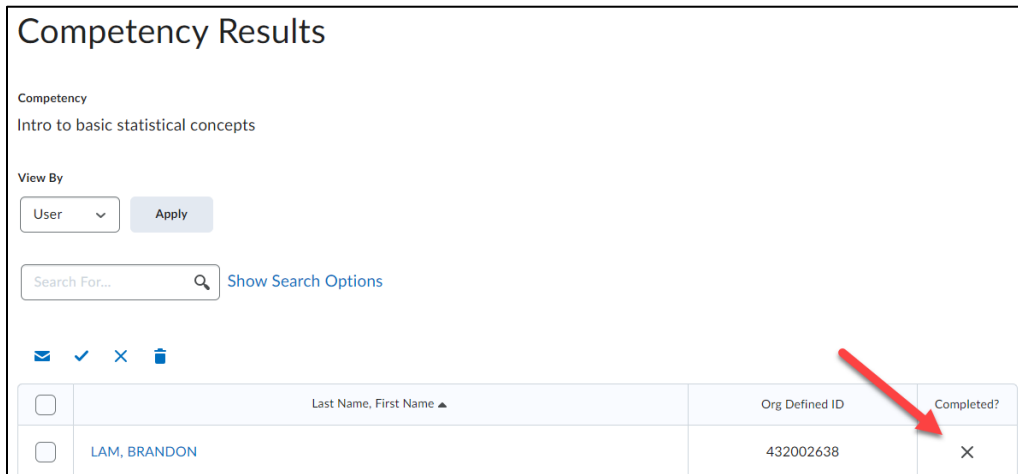 Competency Results
Competency
Intro to basic statistical concepts
View By
User Apply
Search For... Show Search Options
Last Name, First Name Org Defined ID Completed?
LAM, BRANDON 432002638